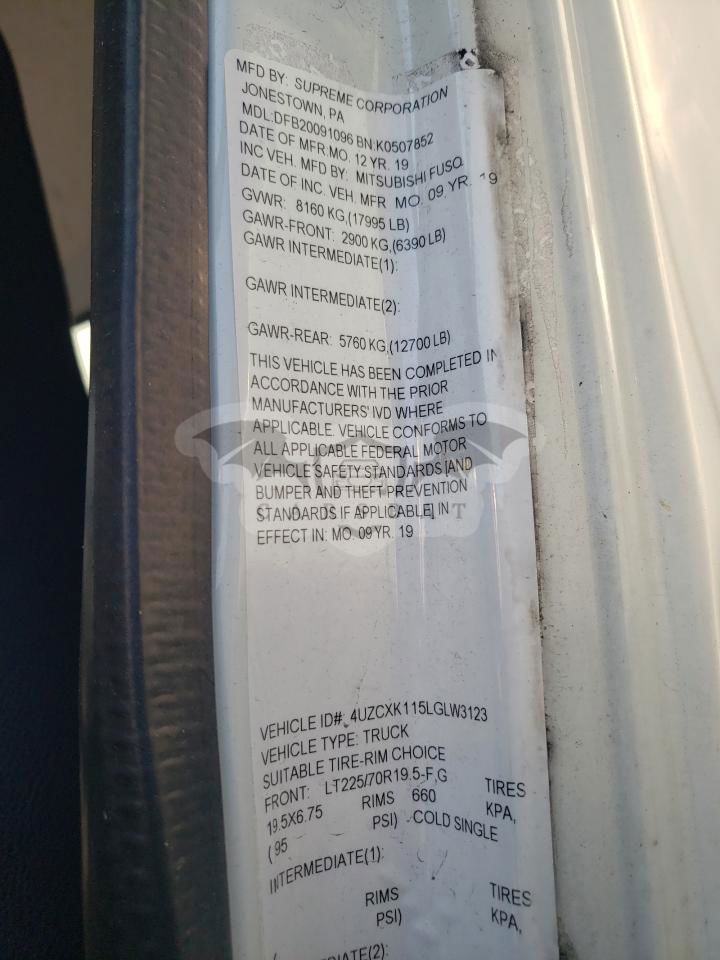 MFD BY: SUPREME CORPORATION
JONESTOWN, PA
MDL:DFB20091096 BN:K0507852
DATE OF MFR:MO. 12 YR. 19
INC VEH. MFD BY: MITSUBISHI FUSO
DATE OF INC. VEH. MFR MO. 09 YR. 19
GVWR: 8160 KG,(17995 LB)
GAWR-FRONT: 2900 KG,(6390 LB)
GAWR INTERMEDIATE(1):
GAWR INTERMEDIATE(2):
GAWR-REAR: 5760 KG,(12700 LB)
THIS VEHICLE HAS BEEN COMPLETED IN
ACCORDANCE WITH THE PRIOR
MANUFACTURERS' IVD WHERE
APPLICABLE. VEHICLE CONFORMS TO
ALL APPLICABLE FEDERAL MOTOR
VEHICLE SAFETY STANDARDS [AND
BUMPER AND THEFT PREVENTION
STANDARDS IF APPLICABLE] IN
EFFECT IN: MO. 09 YR. 19
VEHICLE ID#: 4UZCXK115LGLW3123
VEHICLE TYPE: TRUCK
SUITABLE TIRE-RIM CHOICE
FRONT: LT225/70R19.5-F,G TIRES
19.5X6.75 RIMS 660 KPA,
( 95 PSI) COLD SINGLE
INTERMEDIATE(1):
TIRES
RIMS KPA,
PSI)